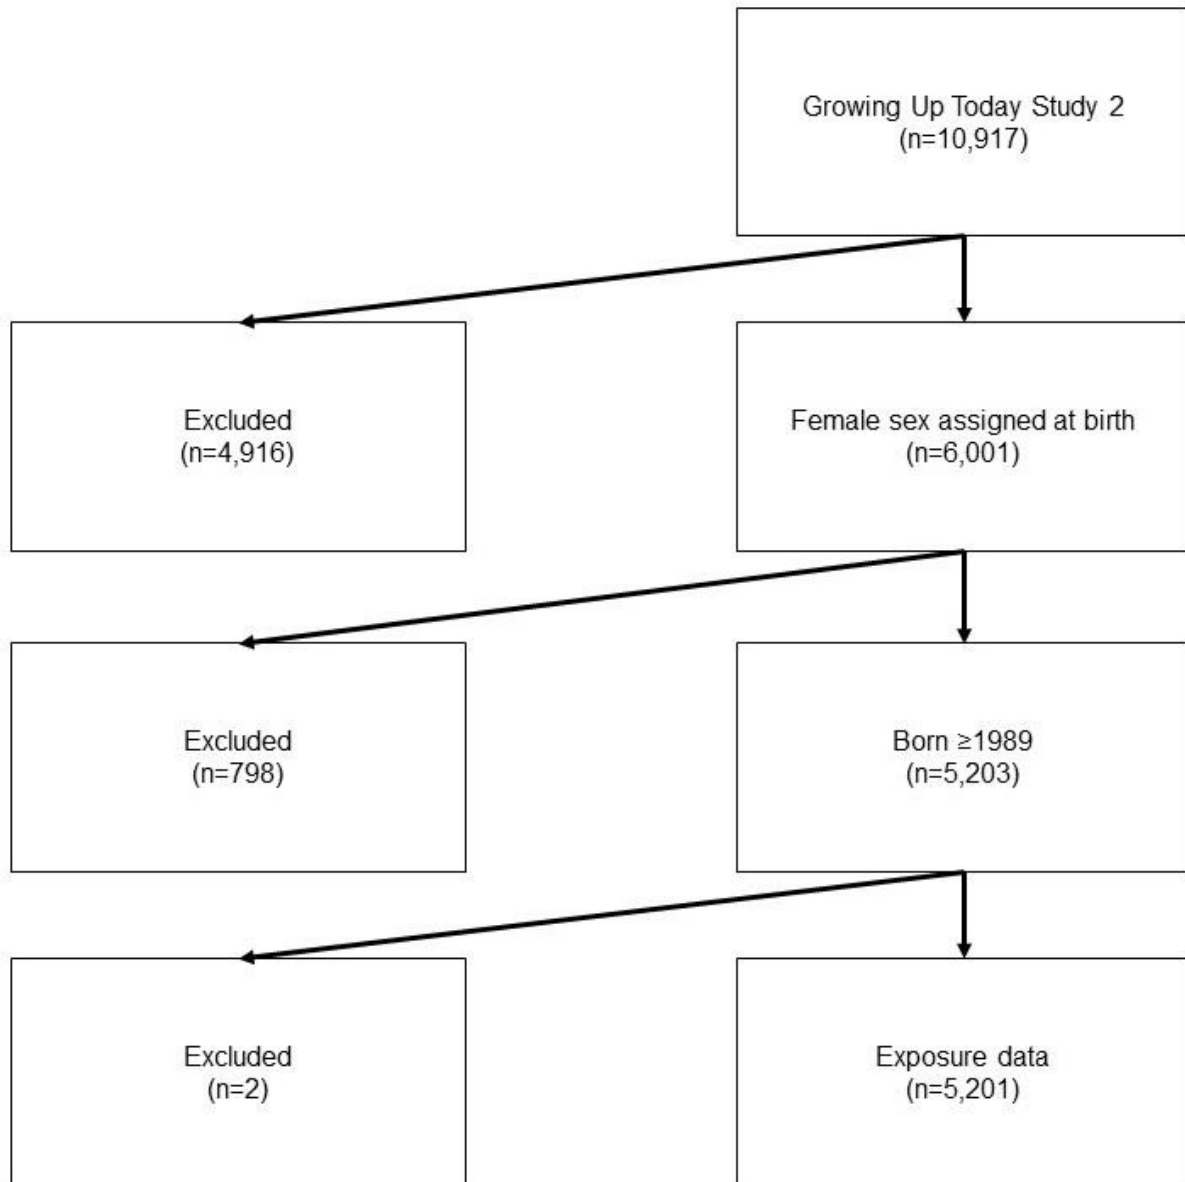 Growing Up Today Study 2
(n=10,917)
Excluded
(n=4,916)
Female sex assigned at birth
(n=6,001)
Excluded
(n=798)
Born ≥1989
(n=5,203)
Excluded
(n=2)
Exposure data
(n=5,201)